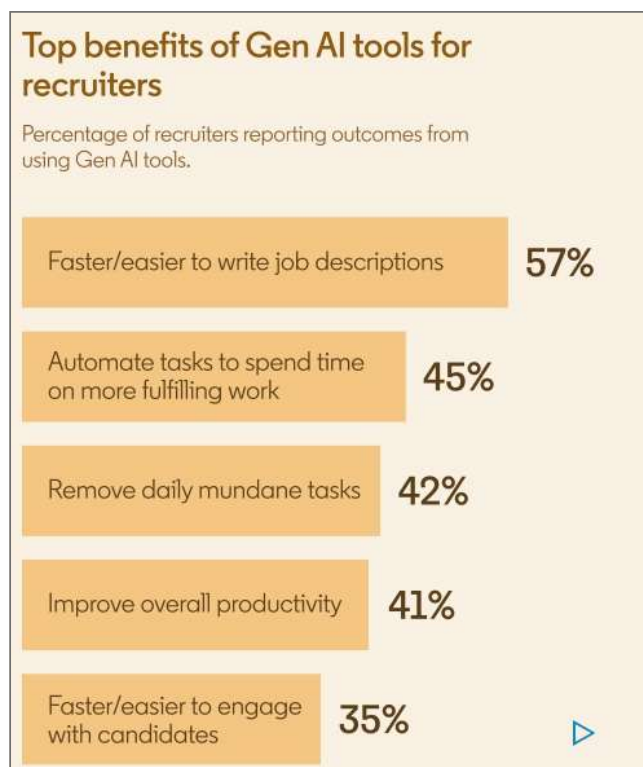 Top benefits of Gen AI tools for
recruiters
Percentage of recruiters reporting outcomes from
using Gen AI tools.
Faster/easier to write job descriptions
57%
Automate tasks to spend time
on more fulfilling work
45%
Remove daily mundane tasks
42%
Improve overall productivity
41%
Faster/easier to engage
with candidates
35%